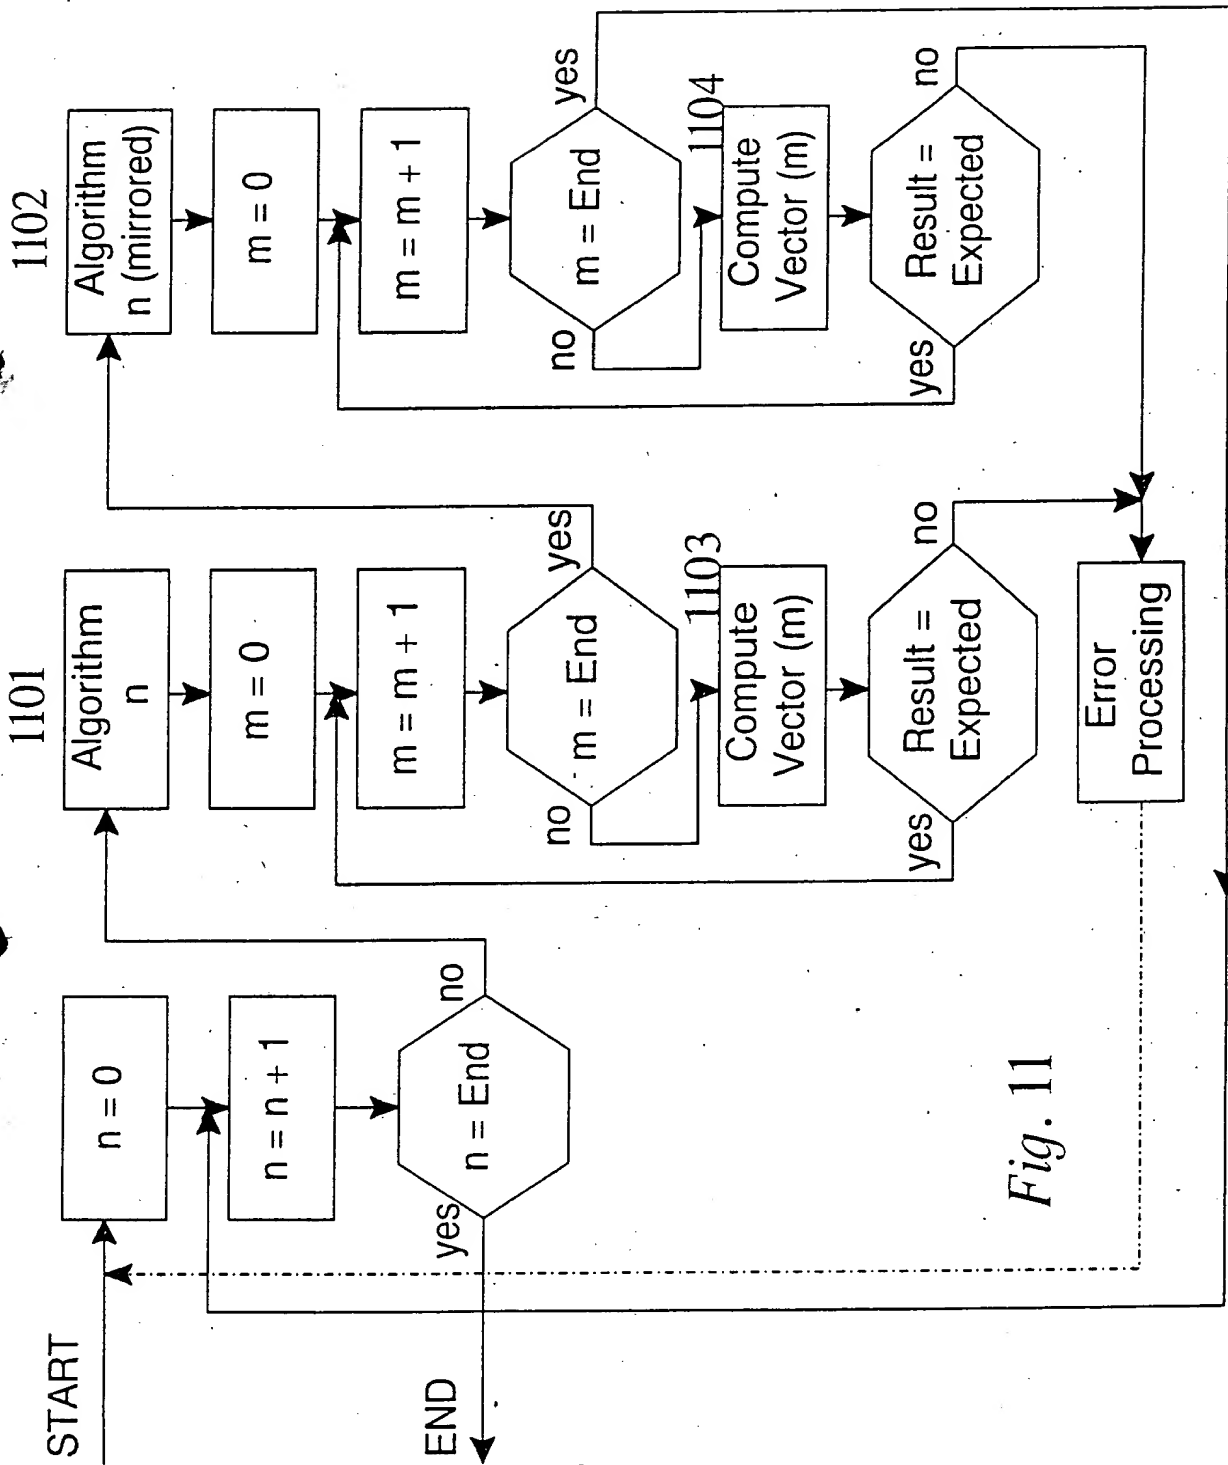 START
n = 0
n = n + 1
n = End
yes
no
END
1101
Algorithm
n
m = 0
m = m + 1
m = End
no
yes
1103
Compute
Vector (m)
Result =
Expected
yes
no
Error
Processing
1102
Algorithm
n (mirrored)
m = 0
m = m + 1
m = End
no
yes
1104
Compute
Vector (m)
Result =
Expected
yes
no
Fig. 11